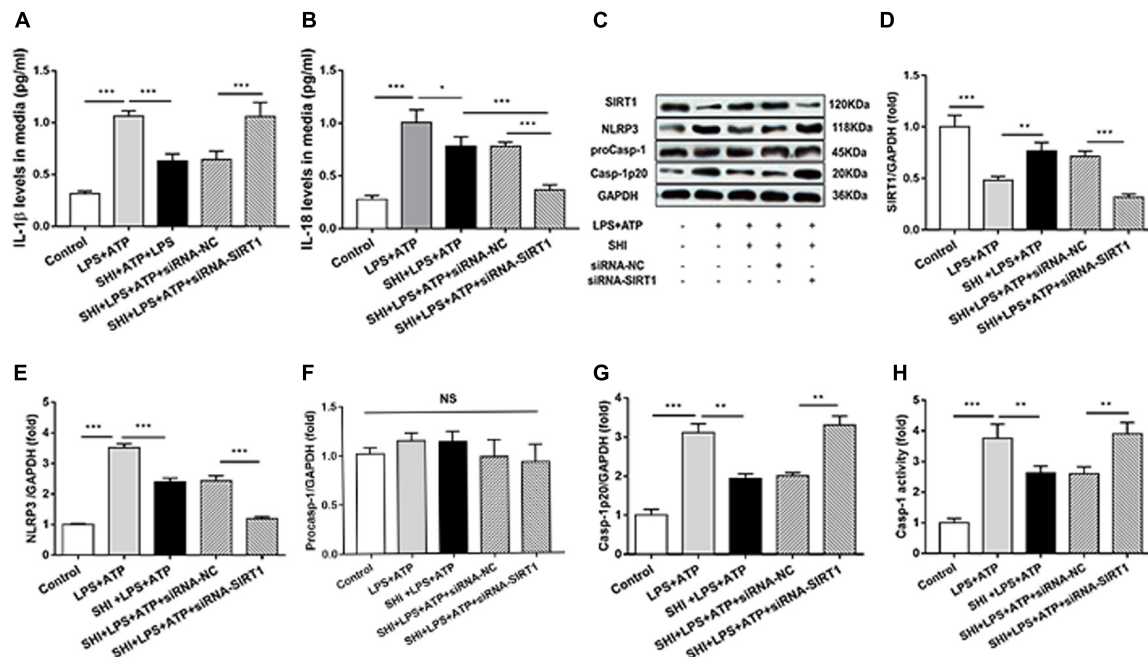 A
IL-1β levels in media (pg/ml)
1.5
1.0
0.5
0.0
***
***
***
Control
LPS+ATP
SHI+ATP+LPS
SHI+LPS+ATP+siRNA-NC
SHI+LPS+ATP+siRNA-SIRT1
B
IL-18 levels in media (pg/ml)
1.5
1.0
0.5
0.0
***
*
***
***
Control
LPS+ATP
SHI+LPS+ATP
SHI+LPS+ATP+siRNA-NC
SHI+LPS+ATP+siRNA-SIRT1
C
SIRT1 120KDa
NLRP3 118KDa
proCasp-1 45KDa
Casp-1p20 20KDa
GAPDH 36KDa
LPS+ATP - + + + +
SHI - - + + +
siRNA-NC - - - + -
siRNA-SIRT1 - - - - +
D
SIRT1/GAPDH (fold)
1.5
1.0
0.5
0.0
***
**
***
Control
LPS+ATP
SHI +LPS+ATP
SHI+LPS+ATP+siRNA-NC
SHI+LPS+ATP+siRNA-SIRT1
E
NLRP3 /GAPDH (fold)
5
4
3
2
1
0
***
***
***
Control
LPS+ATP
SHI +LPS+ATP
SHI+LPS+ATP+siRNA-NC
SHI+LPS+ATP+siRNA-SIRT1
F
Procasp-1/GAPDH (fold)
1.5
1.0
0.5
0.0
NS
Control
LPS+ATP
SHI +LPS+ATP
SHI+LPS+ATP+siRNA-NC
SHI+LPS+ATP+siRNA-SIRT1
G
Casp-1p20/GAPDH (fold)
4
3
2
1
0
***
**
**
Control
LPS+ATP
SHI +LPS+ATP
SHI+LPS+ATP+siRNA-NC
SHI+LPS+ATP+siRNA-SIRT1
H
Casp-1 activity (fold)
5
4
3
2
1
0
***
**
**
Control
LPS+ATP
SHI +LPS+ATP
SHI+LPS+ATP+siRNA-NC
SHI+LPS+ATP+siRNA-SIRT1